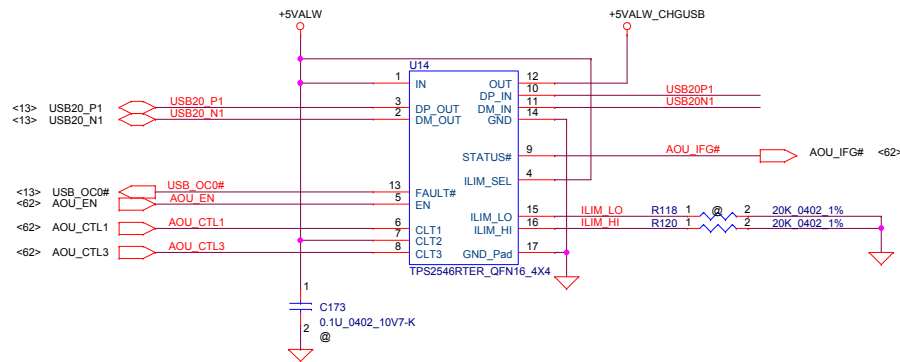 +5VALW
+5VALW_CHGUSB
U14
1 IN OUT 12
DP_IN 10 USB20P1
<13> USB20_P1 USB20_P1 3 DP_OUT DM_IN 11 USB20N1
<13> USB20_N1 USB20_N1 2 DM_OUT GND 14
STATUS# 9 AOU_IFG# AOU_IFG# <62>
ILIM_SEL 4
<13> USB_OC0# USB_OC0# 13 FAULT#
<62> AOU_EN AOU_EN 5 EN
ILIM_LO 15 ILIM_LO R118 1 @ 2 20K_0402_1%
<62> AOU_CTL1 AOU_CTL1 6 CLT1 ILIM_HI 16 ILIM_HI R120 1 2 20K_0402_1%
7 CLT2
<62> AOU_CTL3 AOU_CTL3 8 CLT3 GND_Pad 17
TPS2546RTER_QFN16_4X4
1
C173
0.1U_0402_10V7-K
2
@